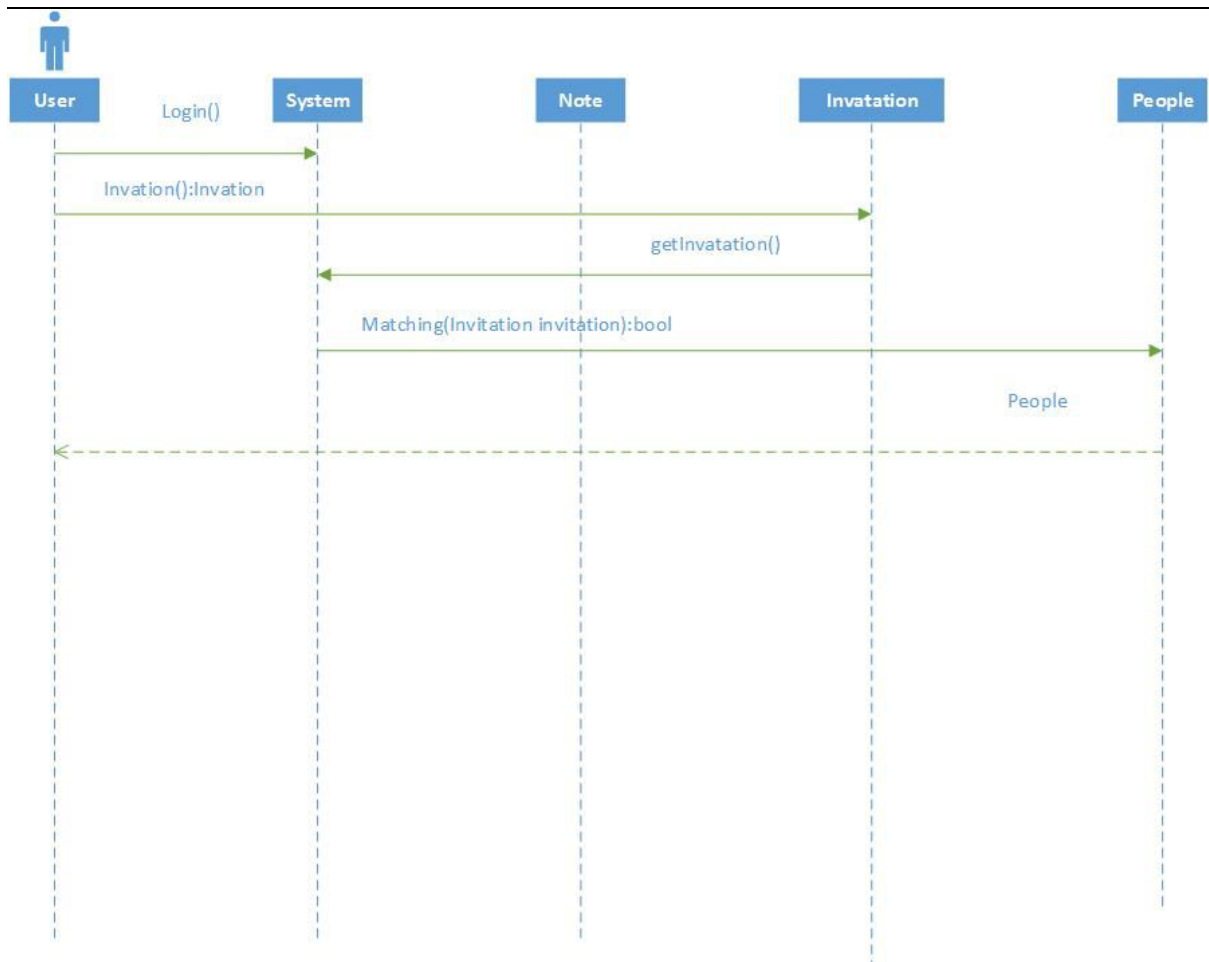 User
System
Note
Invatation
People
Login()
Invation():Invation
getInvatation()
Matching(Invitation invitation):bool
People